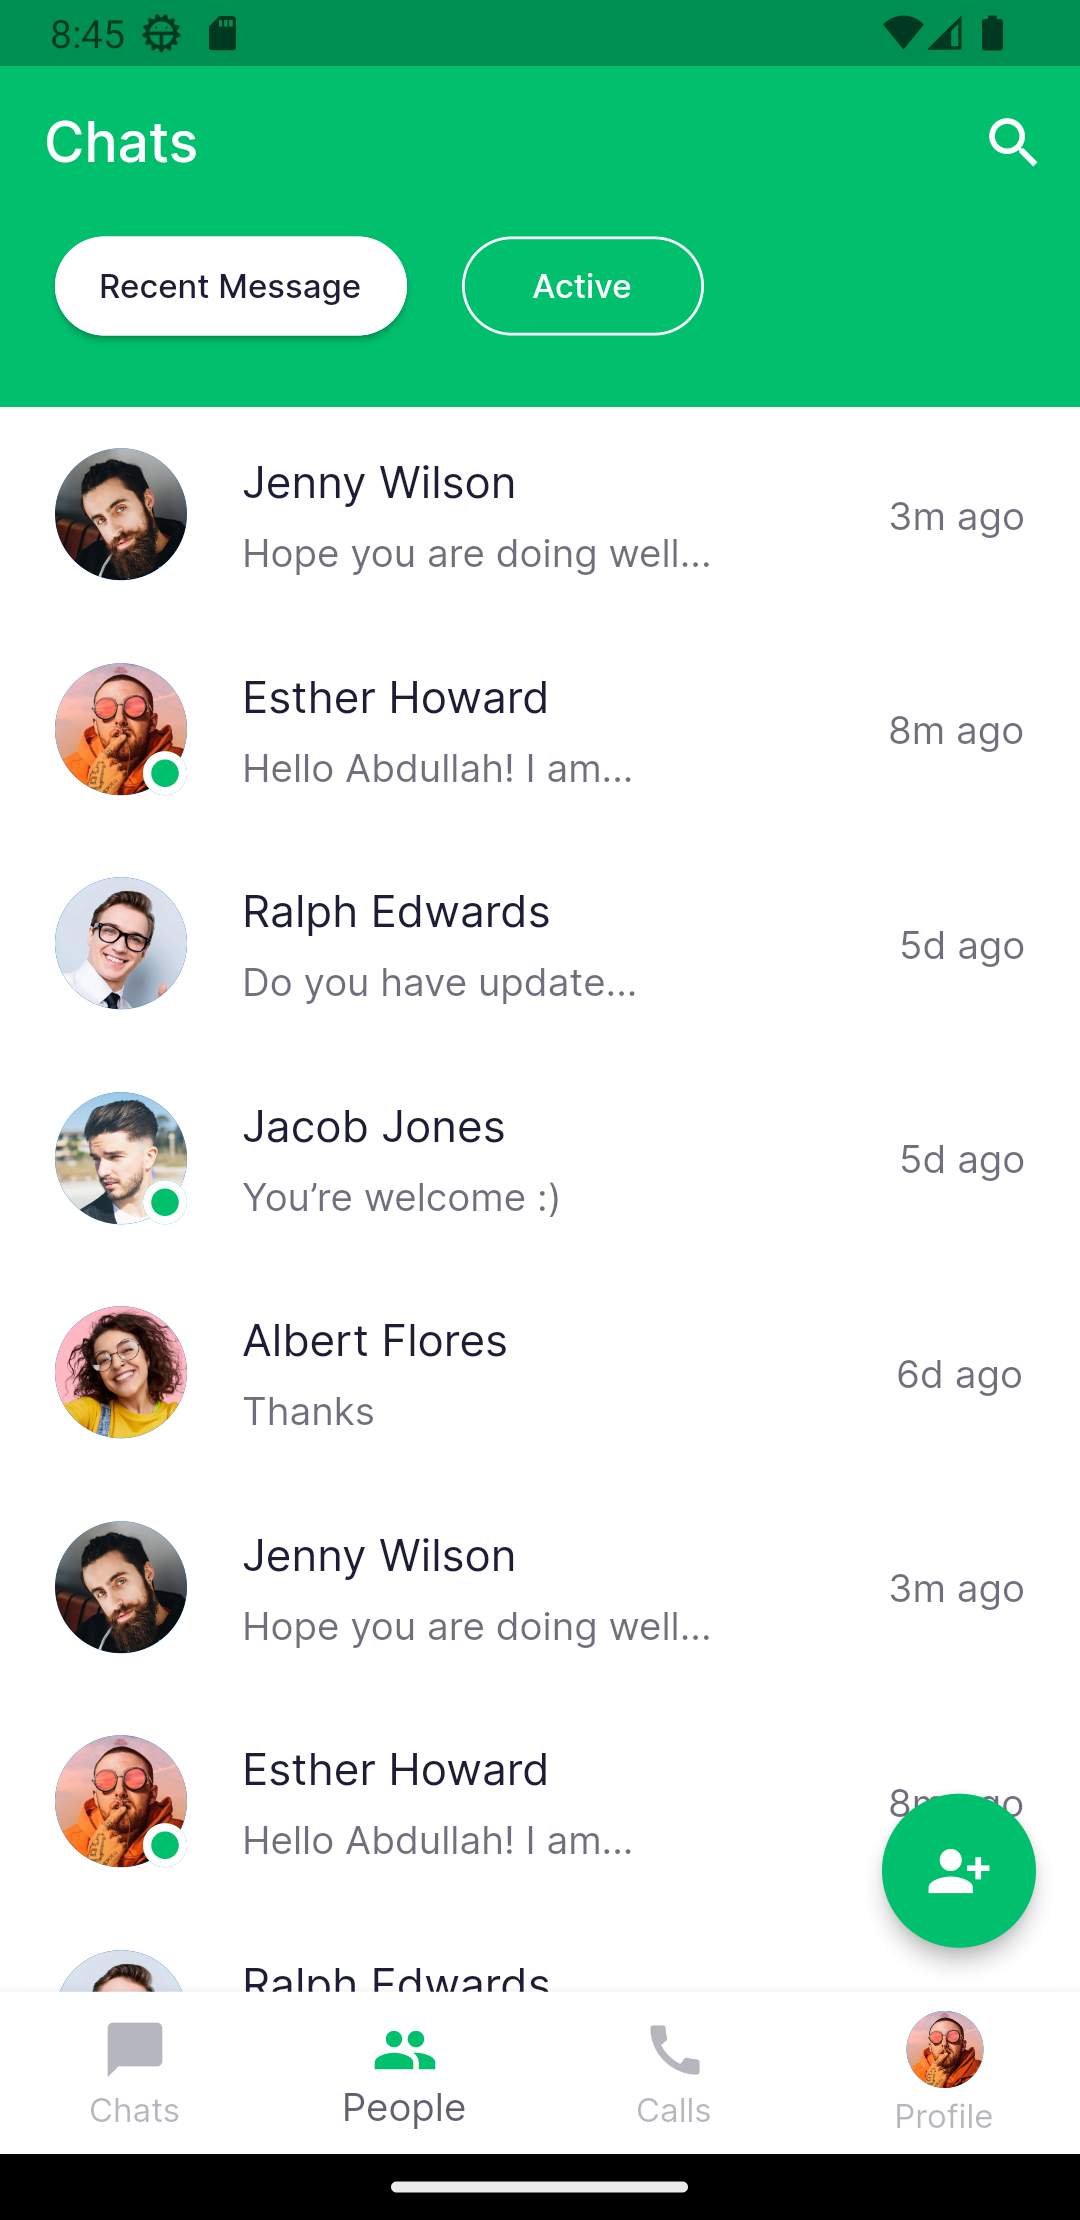 8:45
Chats
Recent Message
Active
Jenny Wilson
Hope you are doing well...
3m ago
Esther Howard
Hello Abdullah! I am...
8m ago
Ralph Edwards
Do you have update...
5d ago
Jacob Jones
You’re welcome :)
5d ago
Albert Flores
Thanks
6d ago
Jenny Wilson
Hope you are doing well...
3m ago
Esther Howard
Hello Abdullah! I am...
Ralph Edwards
Chats
People
Calls
Profile